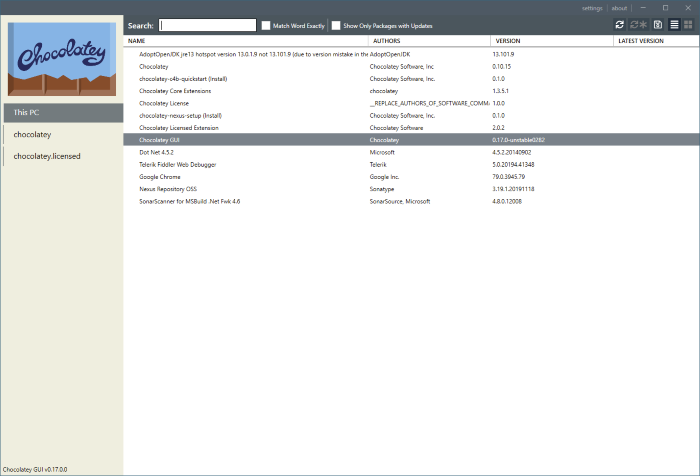 settings about
Chocolatey
Search: Match Word Exactly Show Only Packages with Updates
NAME AUTHORS VERSION LATEST VERSION
This PC
chocolatey
chocolatey.licensed
AdoptOpenJDK jre13 hotspot version 13.0.1.9 not 13.101.9 (due to version mistake in the AdoptOpenJDK 13.101.9
Chocolatey Chocolatey Software, Inc. 0.10.15
chocolatey-c4b-quickstart (Install) Chocolatey Software, Inc. 0.1.0
Chocolatey Core Extensions chocolatey 1.3.5.1
Chocolatey License __REPLACE_AUTHORS_OF_SOFTWARE_COMMA 1.0.0
chocolatey-nexus-setup (Install) Chocolatey Software, Inc. 0.1.0
Chocolatey Licensed Extension Chocolatey Software 2.0.2
Chocolatey GUI Chocolatey 0.17.0-unstable0282
Dot Net 4.5.2 Microsoft 4.5.2.20140902
Telerik Fiddler Web Debugger Telerik 5.0.20194.41348
Google Chrome Google Inc. 79.0.3945.79
Nexus Repository OSS Sonatype 3.19.1.20191118
SonarScanner for MSBuild .Net Fwk 4.6 SonarSource, Microsoft 4.8.0.12008
Chocolatey GUI v0.17.0.0